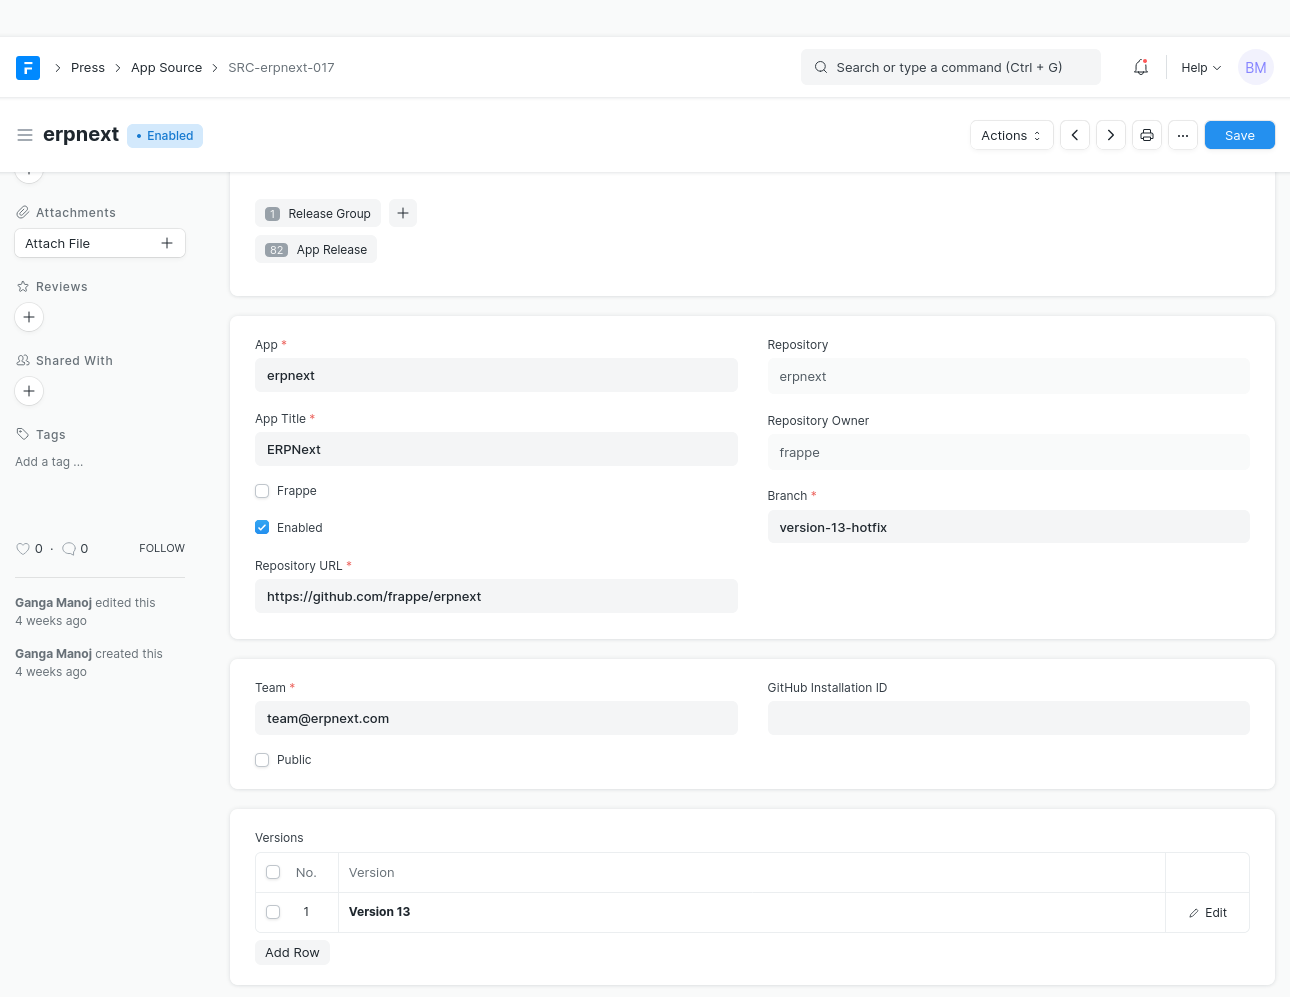 Press > App Source > SRC-erpnext-017
Search or type a command (Ctrl + G)
Help
BM
erpnext
• Enabled
Actions
...
Save
Attachments
Attach File
Reviews
Shared With
Tags
Add a tag ...
0 · 0 FOLLOW
Ganga Manoj edited this
4 weeks ago
Ganga Manoj created this
4 weeks ago
1 Release Group
82 App Release
App *
erpnext
App Title *
ERPNext
Frappe
Enabled
Repository URL *
https://github.com/frappe/erpnext
Repository
erpnext
Repository Owner
frappe
Branch *
version-13-hotfix
Team *
team@erpnext.com
Public
GitHub Installation ID
Versions
No. Version
1 Version 13 Edit
Add Row